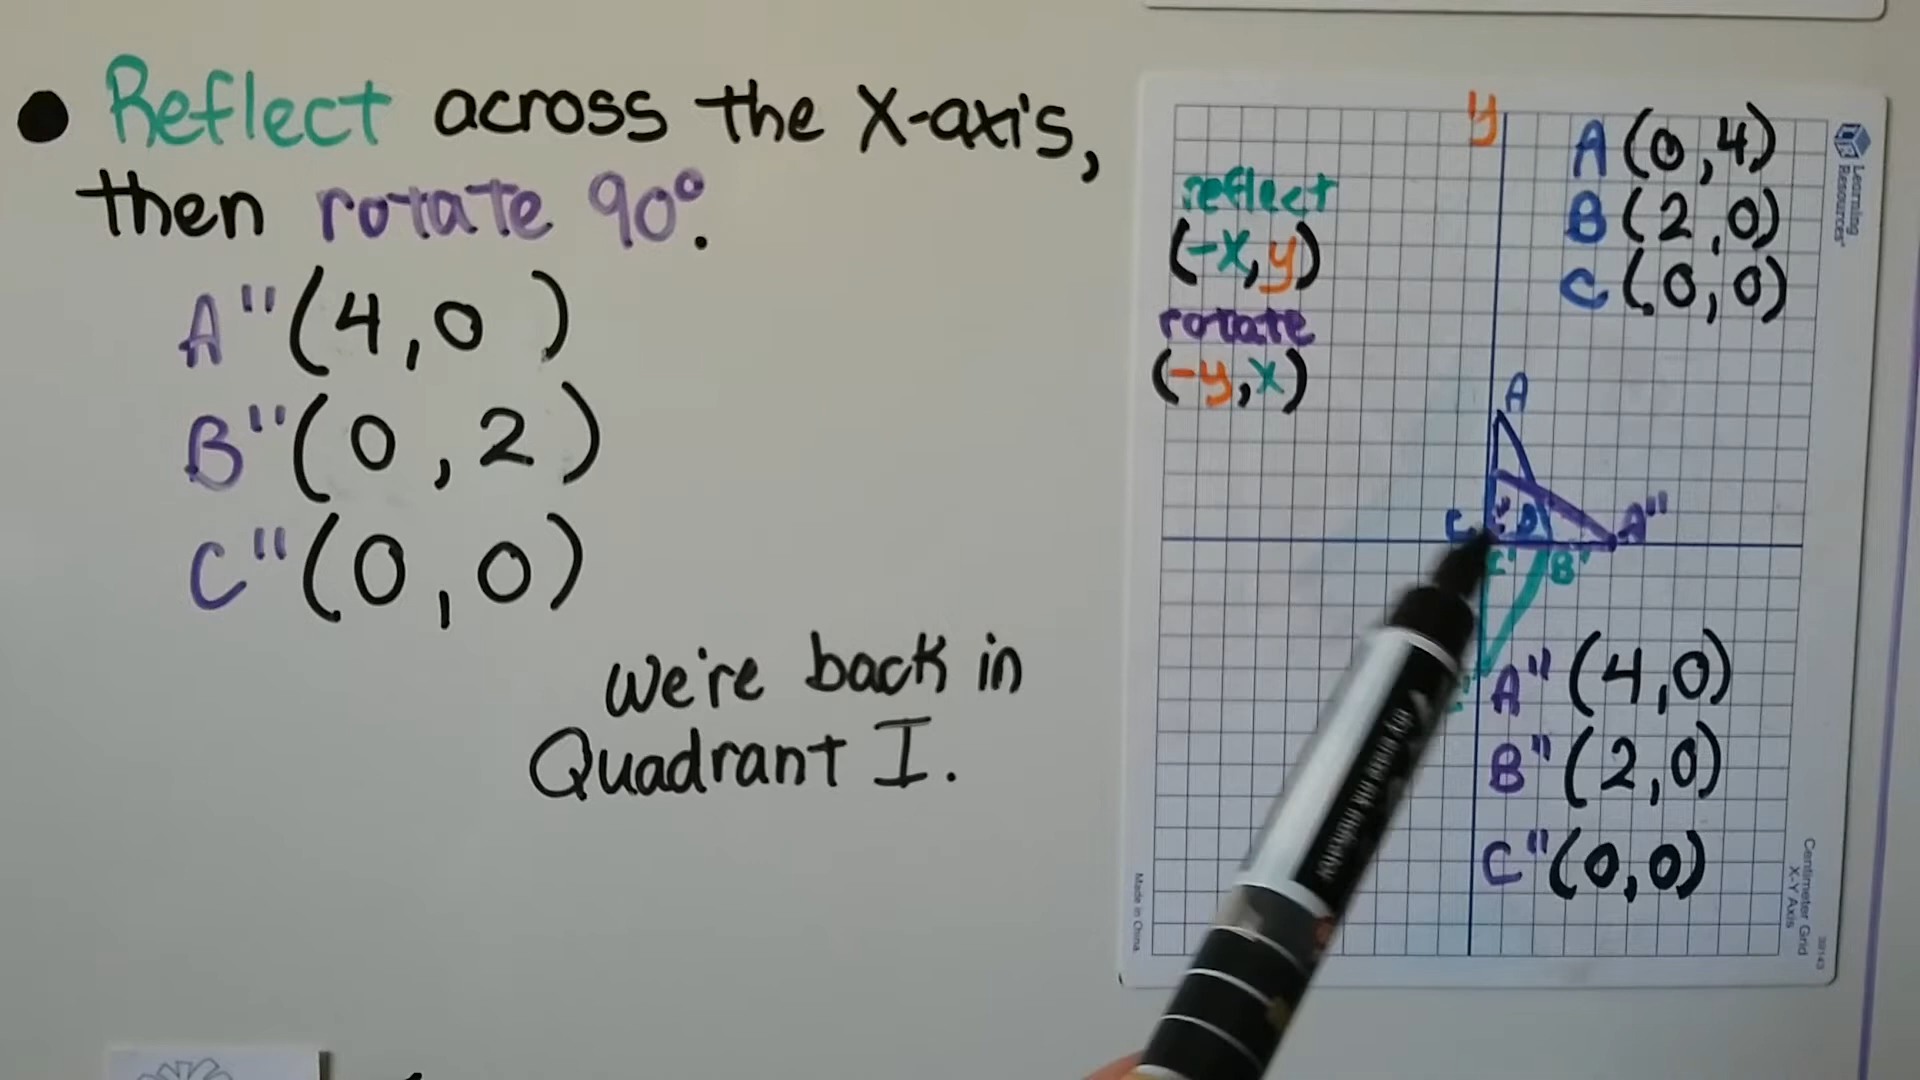 ● Reflect across the X-axis,
then rotate 90°.
A"(4,0)
B"(0,2)
C"(0,0)
We're back in
Quadrant I.
y
reflect
(-x,y)
rotate
(-y,x)
A(0,4)
B(2,0)
C(0,0)
A
A"
C
C'
B'
A"(4,0)
B"(2,0)
C"(0,0)
Learning
Resources®
Centimeter Grid
X-Y Axis
Made in China